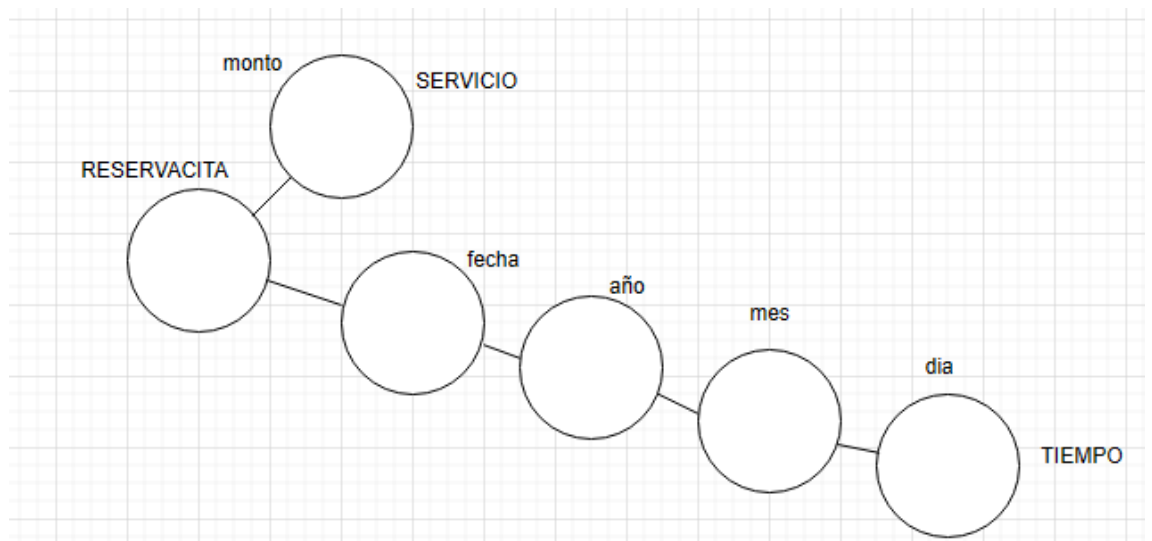 monto
SERVICIO
RESERVACITA
fecha
año
mes
dia
TIEMPO